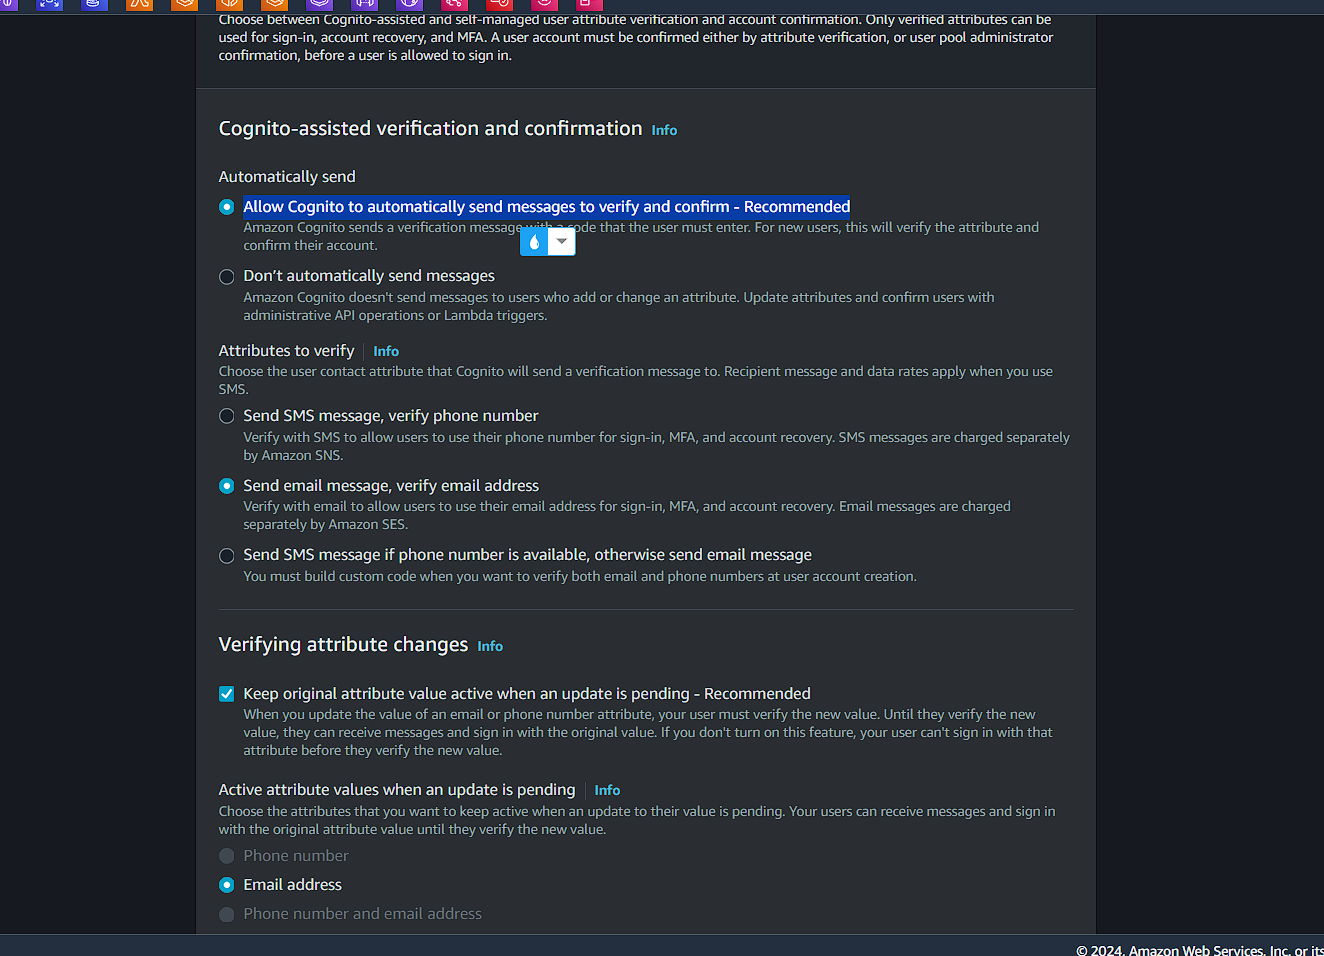 Choose between Cognito-assisted and self-managed user attribute verification and account confirmation. Only verified attributes can be
used for sign-in, account recovery, and MFA. A user account must be confirmed either by attribute verification, or user pool administrator
confirmation, before a user is allowed to sign in.
Cognito-assisted verification and confirmation Info
Automatically send
Allow Cognito to automatically send messages to verify and confirm - Recommended
Amazon Cognito sends a verification message with a code that the user must enter. For new users, this will verify the attribute and
confirm their account.
Don’t automatically send messages
Amazon Cognito doesn't send messages to users who add or change an attribute. Update attributes and confirm users with
administrative API operations or Lambda triggers.
Attributes to verify Info
Choose the user contact attribute that Cognito will send a verification message to. Recipient message and data rates apply when you use
SMS.
Send SMS message, verify phone number
Verify with SMS to allow users to use their phone number for sign-in, MFA, and account recovery. SMS messages are charged separately
by Amazon SNS.
Send email message, verify email address
Verify with email to allow users to use their email address for sign-in, MFA, and account recovery. Email messages are charged
separately by Amazon SES.
Send SMS message if phone number is available, otherwise send email message
You must build custom code when you want to verify both email and phone numbers at user account creation.
Verifying attribute changes Info
Keep original attribute value active when an update is pending - Recommended
When you update the value of an email or phone number attribute, your user must verify the new value. Until they verify the new
value, they can receive messages and sign in with the original value. If you don't turn on this feature, your user can't sign in with that
attribute before they verify the new value.
Active attribute values when an update is pending Info
Choose the attributes that you want to keep active when an update to their value is pending. Your users can receive messages and sign in
with the original attribute value until they verify the new value.
Phone number
Email address
Phone number and email address
© 2024, Amazon Web Services, Inc. or its